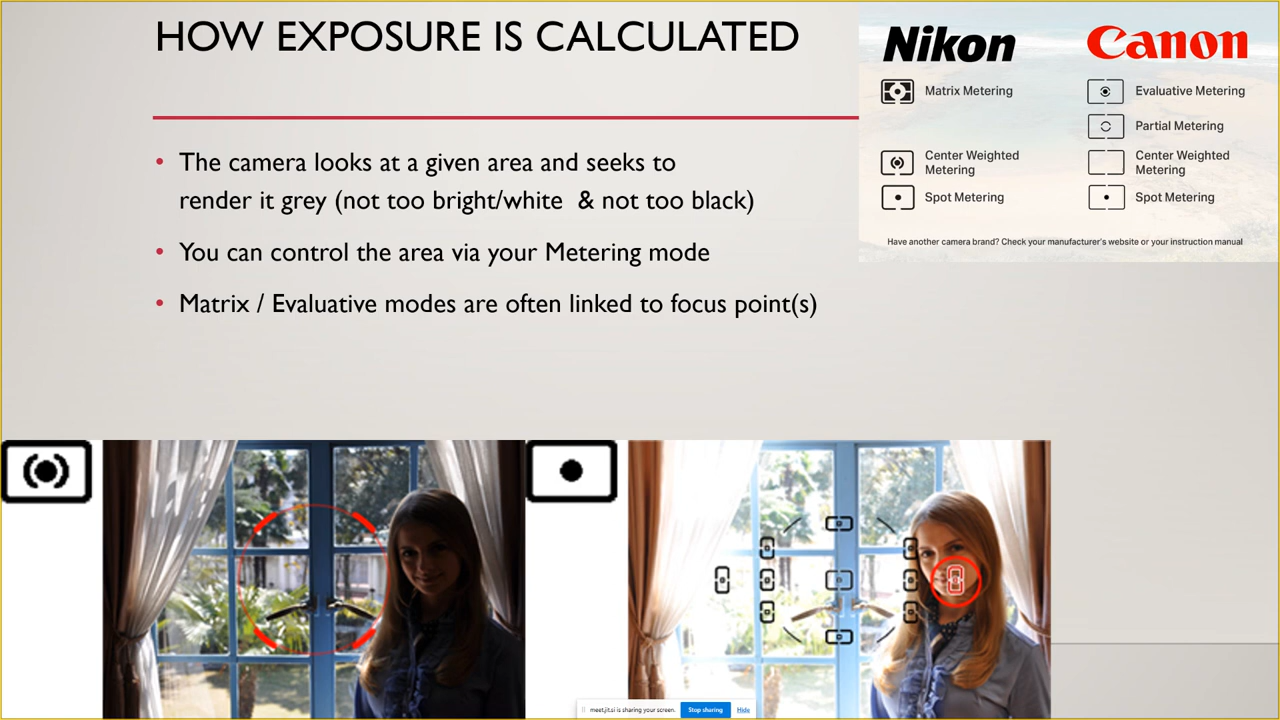 HOW EXPOSURE IS CALCULATED
• The camera looks at a given area and seeks to
render it grey (not too bright/white  & not too black)
• You can control the area via your Metering mode
• Matrix / Evaluative modes are often linked to focus point(s)
Nikon
Canon
Matrix Metering
Evaluative Metering
Partial Metering
Center Weighted
Metering
Center Weighted
Metering
Spot Metering
Spot Metering
Have another camera brand? Check your manufacturer's website or your instruction manual
meet.jit.si is sharing your screen.
Stop sharing
Hide